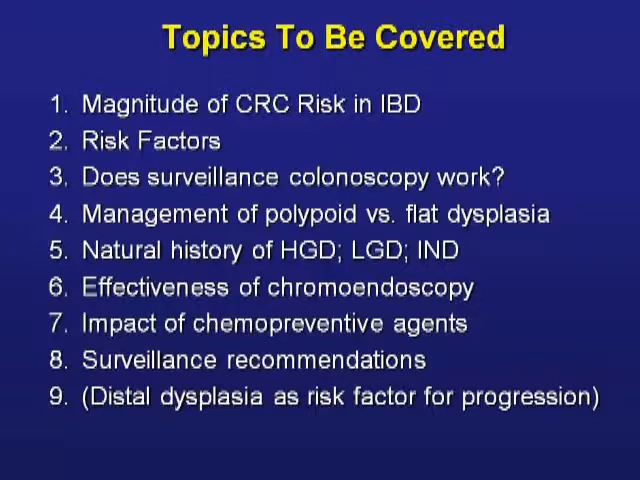 Topics To Be Covered
1. Magnitude of CRC Risk in IBD
2. Risk Factors
3. Does surveillance colonoscopy work?
4. Management of polypoid vs. flat dysplasia
5. Natural history of HGD; LGD; IND
6. Effectiveness of chromoendoscopy
7. Impact of chemopreventive agents
8. Surveillance recommendations
9. (Distal dysplasia as risk factor for progression)